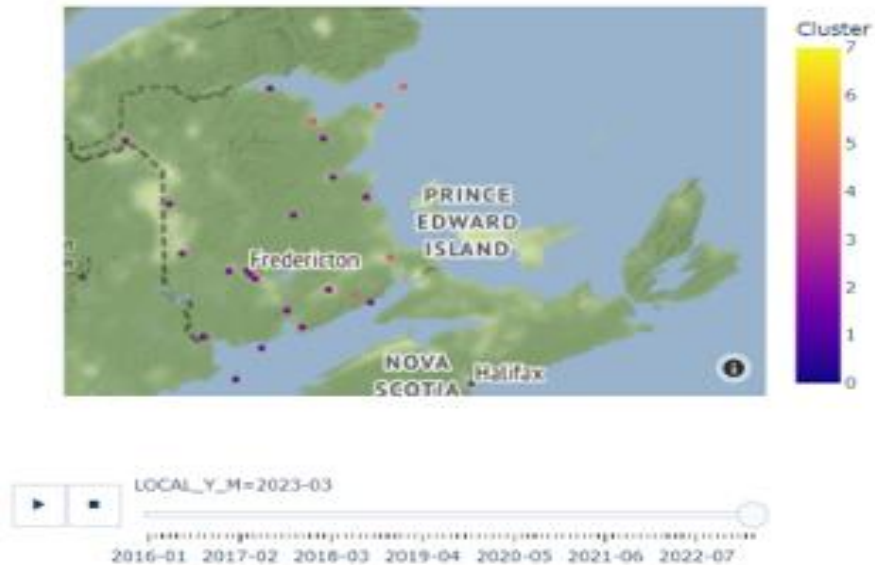 Cluster
7
6
5
4
3
2
1
0
PRINCE
EDWARD
ISLAND
Fredericton
NOVA
SCOTIA
Halifax
LOCAL_Y_M=2023-03
2016-01 2017-02 2018-03 2019-04 2020-05 2021-06 2022-07